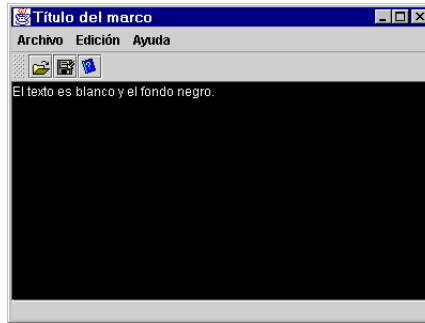 Título del marco
Archivo Edición Ayuda
El texto es blanco y el fondo negro.